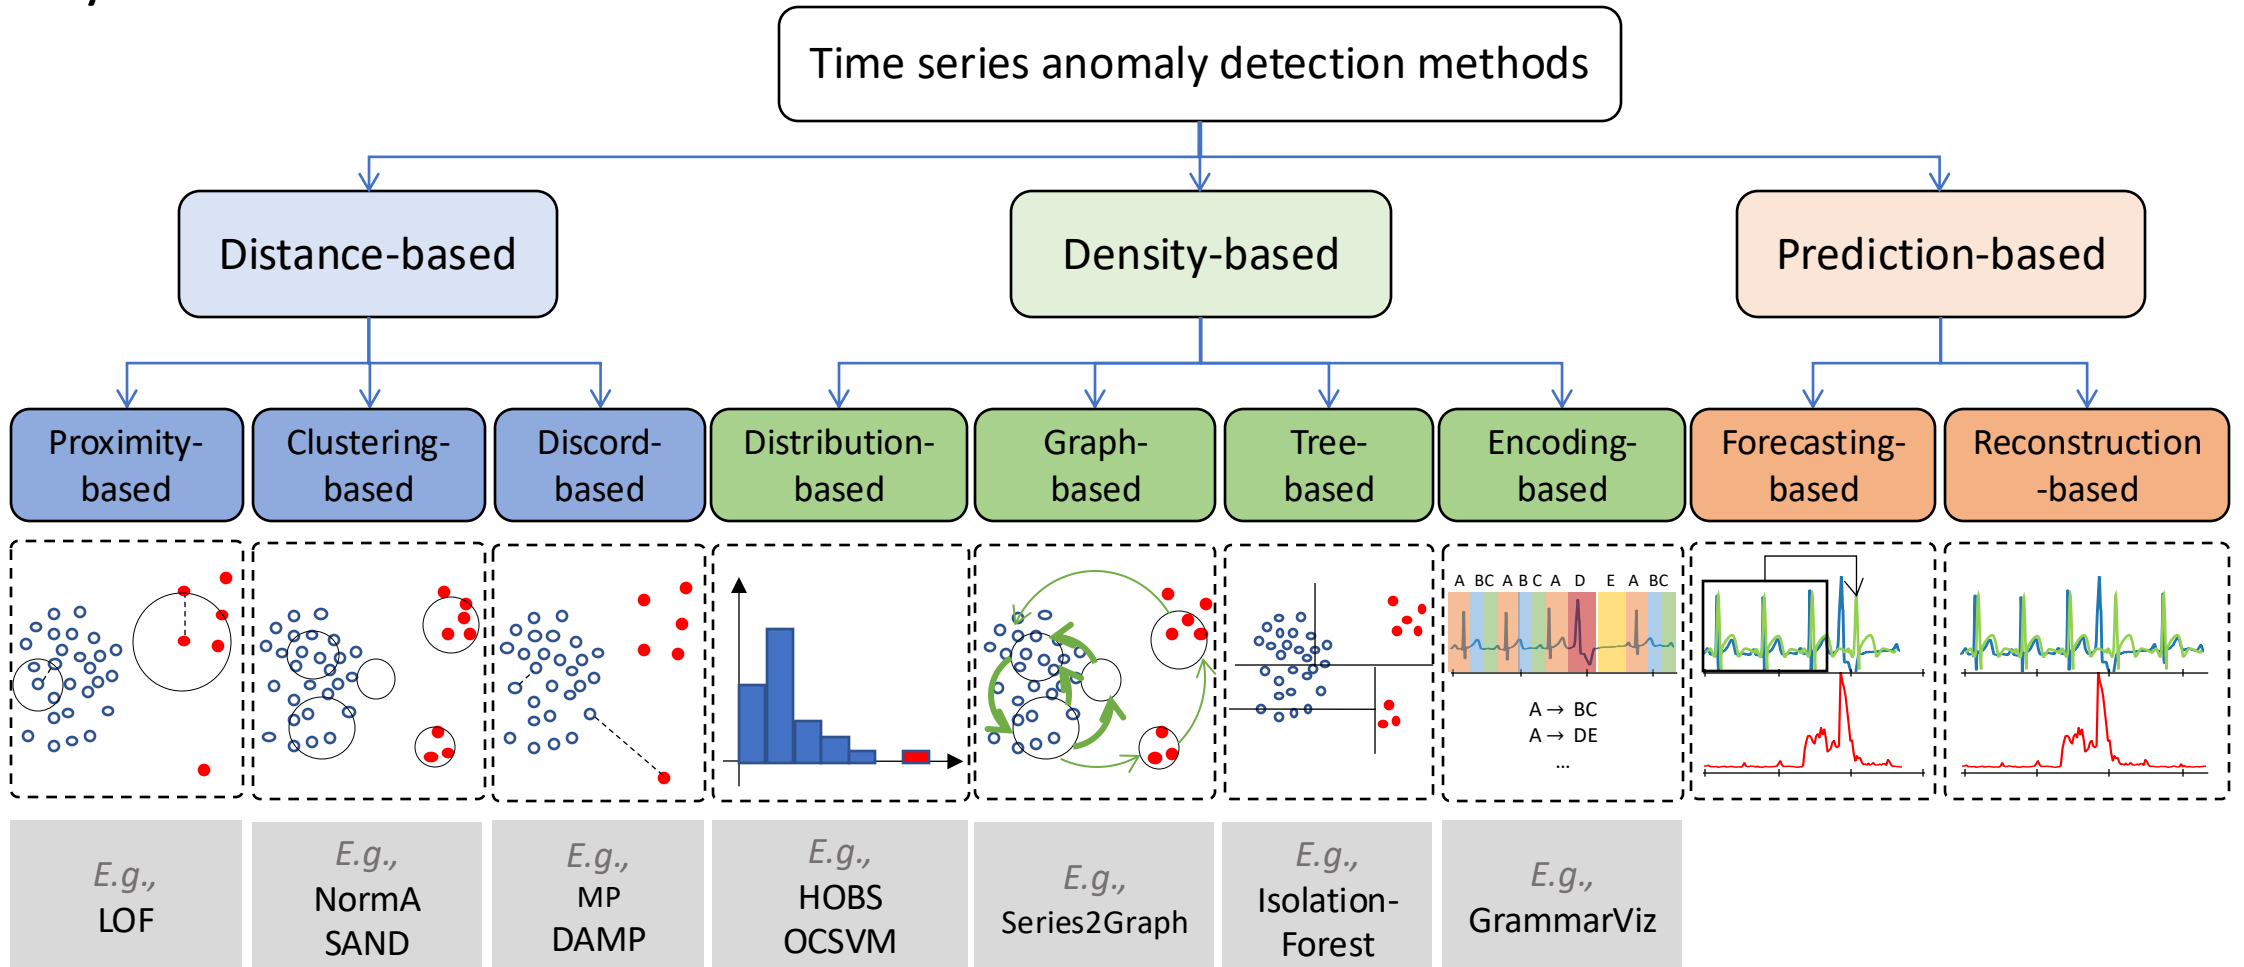 Time series anomaly detection methods
Distance-based
Density-based
Prediction-based
Proximity-
based
Clustering-
based
Discord-
based
Distribution-
based
Graph-
based
Tree-
based
Encoding-
based
Forecasting-
based
Reconstruction
-based
A BC A B C A D E A BC
A → BC
A → DE
...
E.g.,
LOF
E.g.,
NormA
SAND
E.g.,
MP
DAMP
E.g.,
HOBS
OCSVM
E.g.,
Series2Graph
E.g.,
Isolation-
Forest
E.g.,
GrammarViz